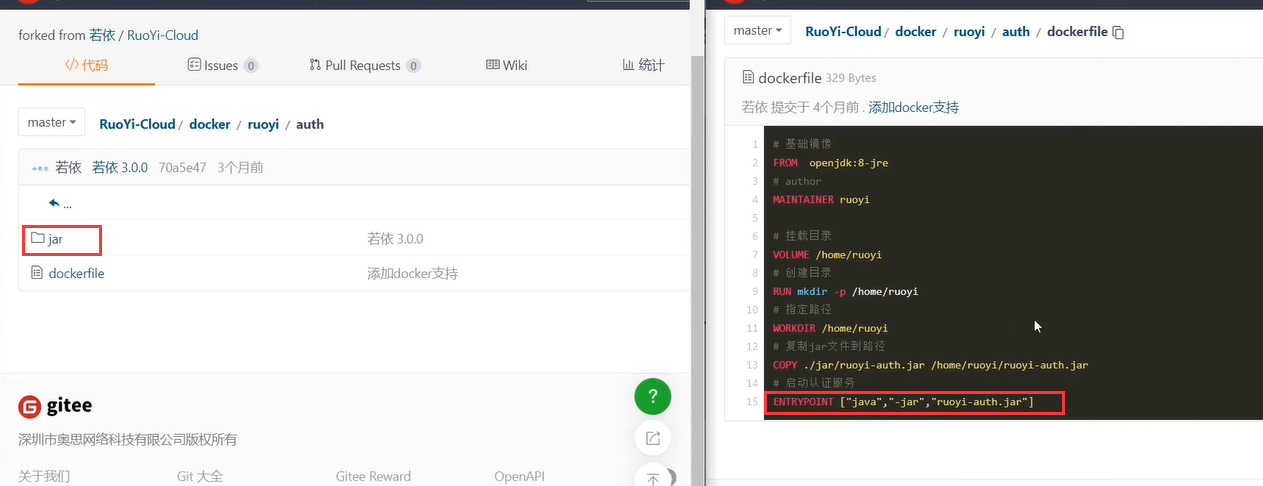 forked from 若依 / RuoYi-Cloud
代码
Issues 0
Pull Requests 0
Wiki
统计
master
RuoYi-Cloud / docker / ruoyi / auth
若依 若依 3.0.0 70a5e47 3个月前
...
jar 若依 3.0.0
dockerfile 添加docker支持
gitee
深圳市奥思网络科技有限公司版权所有
关于我们 Git 大全 Gitee Reward OpenAPI
?
master
RuoYi-Cloud / docker / ruoyi / auth / dockerfile
dockerfile 329 Bytes
若依 提交于 4个月前 . 添加docker支持
1 # 基础镜像
2 FROM openjdk:8-jre
3 # author
4 MAINTAINER ruoyi
5
6 # 挂载目录
7 VOLUME /home/ruoyi
8 # 创建目录
9 RUN mkdir -p /home/ruoyi
10 # 指定路径
11 WORKDIR /home/ruoyi
12 # 复制jar文件到路径
13 COPY ./jar/ruoyi-auth.jar /home/ruoyi/ruoyi-auth.jar
14 # 启动认证服务
15 ENTRYPOINT ["java","-jar","ruoyi-auth.jar"]